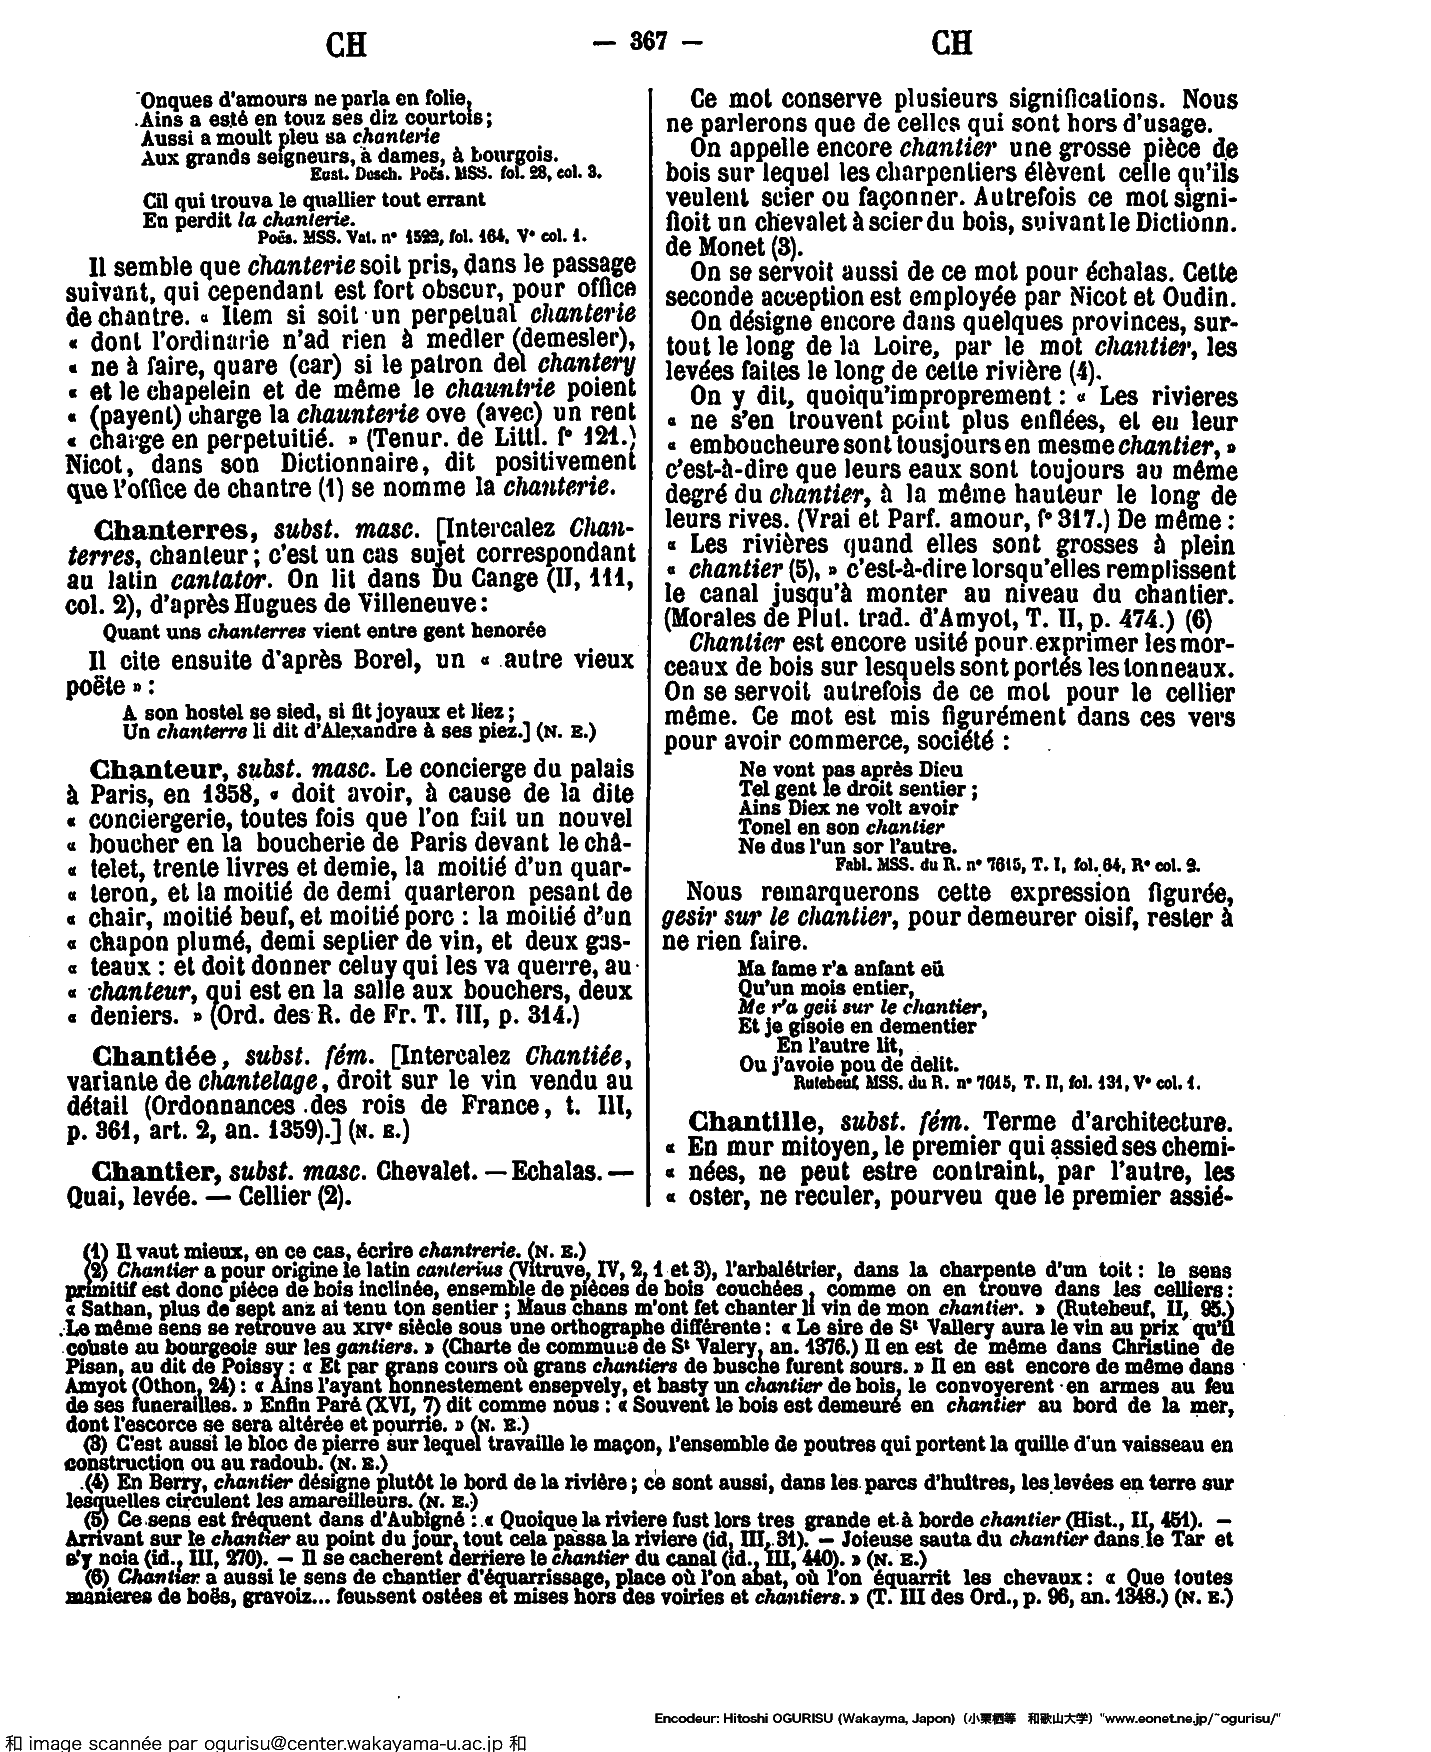 CH
— 367 —
CH
Onques d'amours ne parla en folie,
Ains a esté en touz ses diz courtois ;
Aussi a moult pleu sa chanterie
Aux grands seigneurs, à dames, à bourgois.
Eust. Desch. Poës. MSS. fol. 28, col. 3.
Cil qui trouva le quallier tout errant
En perdit la chanterie.
Poës. MSS. Vat. n° 1522, fol. 164, V° col. 1.
Il semble que chanterie soit pris, dans le passage
suivant, qui cependant est fort obscur, pour office
de chantre. « Item si soit un perpetual chanterie
« dont l'ordinarie n'ad rien à medler (demesler),
« ne à faire, quare (car) si le patron del chantery
« et le chapelein et de même le chauntrie poient
« (payent) charge la chaunterie ove (avec) un rent
« charge en perpetuitié. » (Tenur. de Littl. f° 121.)
Nicot, dans son Dictionnaire, dit positivement
que l'office de chantre (1) se nomme la chanterie.
Chanterres, subst. masc. [Intercalez Chan-
terres, chanteur ; c'est un cas sujet correspondant
au latin cantator. On lit dans Du Cange (II, 111,
col. 2), d'après Hugues de Villeneuve :
Quant uns chanterres vient entre gent henorée
Il cite ensuite d'après Borel, un « autre vieux
poëte » :
A son hostel se sied, si fit joyaux et liez ;
Un chanterre li dit d'Alexandre à ses piez.] (N. E.)
Chanteur, subst. masc. Le concierge du palais
à Paris, en 1358, « doit avoir, à cause de la dite
« conciergerie, toutes fois que l'on fait un nouvel
« boucher en la boucherie de Paris devant le châ-
« telet, trente livres et demie, la moitié d'un quar-
« teron, et la moitié de demi quarteron pesant de
« chair, moitié beuf, et moitié porc : la moitié d'un
« chapon plumé, demi septier de vin, et deux gas-
« teaux : et doit donner celuy qui les va querre, au
« chanteur, qui est en la salle aux bouchers, deux
« deniers. » (Ord. des R. de Fr. T. III, p. 314.)
Chantiée, subst. fém. [Intercalez Chantiée,
variante de chantelage, droit sur le vin vendu au
détail (Ordonnances des rois de France, t. III,
p. 361, art. 2, an. 1359).] (N. E.)
Chantier, subst. masc. Chevalet. — Echalas. —
Quai, levée. — Cellier (2).
Ce mot conserve plusieurs significations. Nous
ne parlerons que de celles qui sont hors d'usage.
On appelle encore chantier une grosse pièce de
bois sur lequel les charpentiers élèvent celle qu'ils
veulent scier ou façonner. Autrefois ce mot signi-
fioit un chevalet à scier du bois, suivant le Dictionn.
de Monet (3).
On se servoit aussi de ce mot pour échalas. Cette
seconde acception est employée par Nicot et Oudin.
On désigne encore dans quelques provinces, sur-
tout le long de la Loire, par le mot chantier, les
levées faites le long de cette rivière (4).
On y dit, quoiqu'improprement : « Les rivieres
« ne s'en trouvent point plus enflées, et en leur
« emboucheure sont tousjours en mesme chantier, »
c'est-à-dire que leurs eaux sont toujours au même
degré du chantier, à la même hauteur le long de
leurs rives. (Vrai et Parf. amour, f° 317.) De même :
« Les rivières quand elles sont grosses à plein
« chantier (5), » c'est-à-dire lorsqu'elles remplissent
le canal jusqu'à monter au niveau du chantier.
(Morales de Plut. trad. d'Amyot, T. II, p. 474.) (6)
Chantier est encore usité pour exprimer les mor-
ceaux de bois sur lesquels sont portés les tonneaux.
On se servoit autrefois de ce mot pour le cellier
même. Ce mot est mis figurément dans ces vers
pour avoir commerce, société :
Ne vont pas après Dieu
Tel gent le droit sentier ;
Ains Diex ne volt avoir
Tonel en son chantier
Ne dus l'un sor l'autre.
Fabl. MSS. du R. n° 7615, T. I, fol. 64, R° col. 2.
Nous remarquerons cette expression figurée,
gesir sur le chantier, pour demeurer oisif, rester à
ne rien faire.
Ma fame r'a anfant eü
Qu'un mois entier,
Me r'a geü sur le chantier,
Et je gisoie en dementier
En l'autre lit,
Ou j'avoie pou de delit.
Rutebeuf, MSS. du R. n° 7615, T. II, fol. 131, V° col. 1.
Chantille, subst. fém. Terme d'architecture.
« En mur mitoyen, le premier qui assied ses chemi-
« nées, ne peut estre contraint, par l'autre, les
« oster, ne reculer, pourveu que le premier assié-
(1) Il vaut mieux, en ce cas, écrire chantrerie. (N. E.)
(2) Chantier a pour origine le latin canterius (Vitruve, IV, 2, 1 et 3), l'arbalétrier, dans la charpente d'un toit : le sens
primitif est donc pièce de bois inclinée, ensemble de pièces de bois couchées, comme on en trouve dans les celliers :
« Sathan, plus de sept anz ai tenu ton sentier ; Maus chans m'ont fet chanter li vin de mon chantier. » (Rutebeuf, II, 95.)
Le même sens se retrouve au XIVe siècle sous une orthographe différente : « Le sire de St Vallery aura le vin au prix qu'il
couste au bourgeois sur les gantiers. » (Charte de commune de St Valery, an. 1376.) Il en est de même dans Christine de
Pisan, au dit de Poissy : « Et par grans cours où grans chantiers de busche furent sours. » Il en est encore de même dans
Amyot (Othon, 24) : « Ains l'ayant honnestement ensepvely, et basty un chantier de bois, le convoyerent en armes au feu
de ses funerailles. » Enfin Paré (XVI, 7) dit comme nous : « Souvent le bois est demeuré en chantier au bord de la mer,
dont l'escorce se sera altérée et pourrie. » (N. E.)
(3) C'est aussi le bloc de pierre sur lequel travaille le maçon, l'ensemble de poutres qui portent la quille d'un vaisseau en
construction ou au radoub. (N. E.)
(4) En Berry, chantier désigne plutôt le bord de la rivière ; ce sont aussi, dans les parcs d'huîtres, les levées en terre sur
lesquelles circulent les amareilleurs. (N. E.)
(5) Ce sens est fréquent dans d'Aubigné : « Quoique la riviere fust lors tres grande et à borde chantier (Hist., II, 451). —
Arrivant sur le chantier au point du jour, tout cela passa la riviere (id, III, 31). — Joieuse sauta du chantier dans le Tar et
s'y noia (id., III, 270). — Il se cacherent derriere le chantier du canal (id., III, 440). » (N. E.)
(6) Chantier a aussi le sens de chantier d'équarrissage, place où l'on abat, où l'on équarrit les chevaux : « Que toutes
manieres de boës, gravoiz... feussent ostées et mises hors des voiries et chantiers. » (T. III des Ord., p. 96, an. 1348.) (N. E.)
Encodeur: Hitoshi OGURISU (Wakayma, Japon) (小栗栖等 和歌山大学) "www.eonet.ne.jp/~ogurisu/"
和 image scannée par ogurisu@center.wakayama-u.ac.jp 和